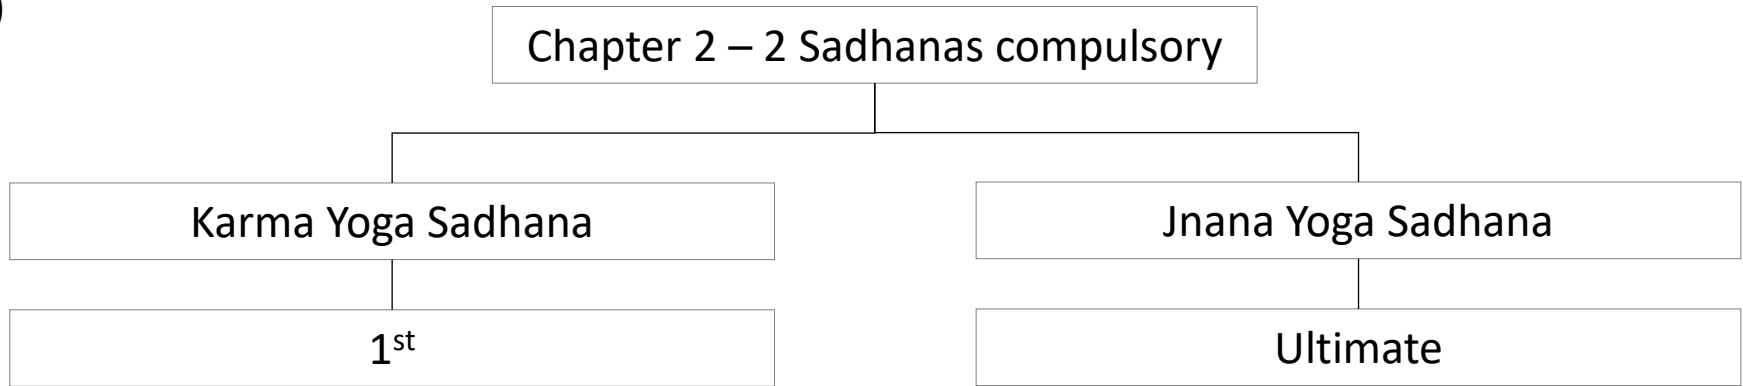 )
Chapter 2 – 2 Sadhanas compulsory
Karma Yoga Sadhana
Jnana Yoga Sadhana
1st
Ultimate